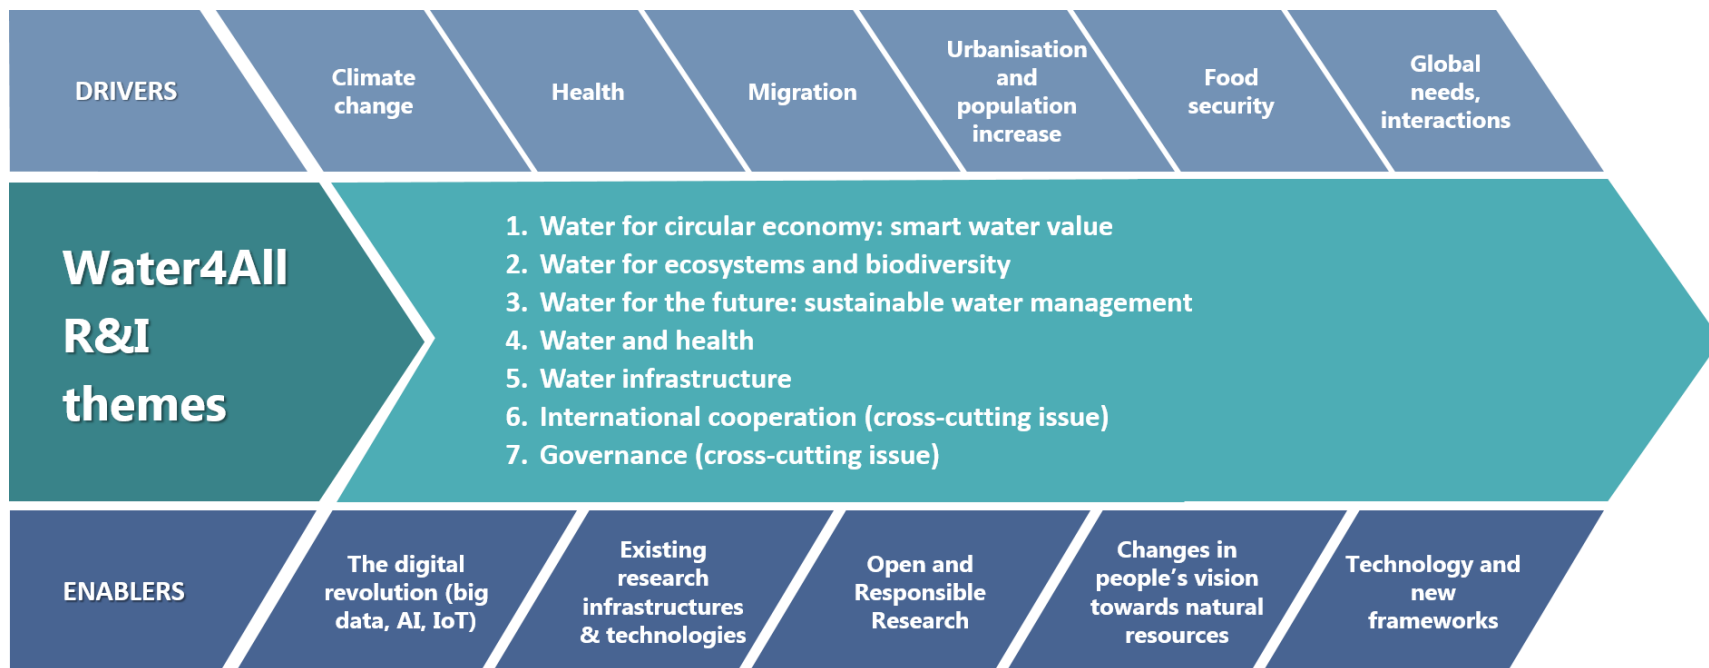 DRIVERS
Climate
change
Health
Migration
Urbanisation
and
population
increase
Food
security
Global
needs,
interactions
Water4All
R&I
themes
1. Water for circular economy: smart water value
2. Water for ecosystems and biodiversity
3. Water for the future: sustainable water management
4. Water and health
5. Water infrastructure
6. International cooperation (cross-cutting issue)
7. Governance (cross-cutting issue)
ENABLERS
The digital
revolution (big
data, AI, IoT)
Existing
research
infrastructures
& technologies
Open and
Responsible
Research
Changes in
people’s vision
towards natural
resources
Technology and
new
frameworks